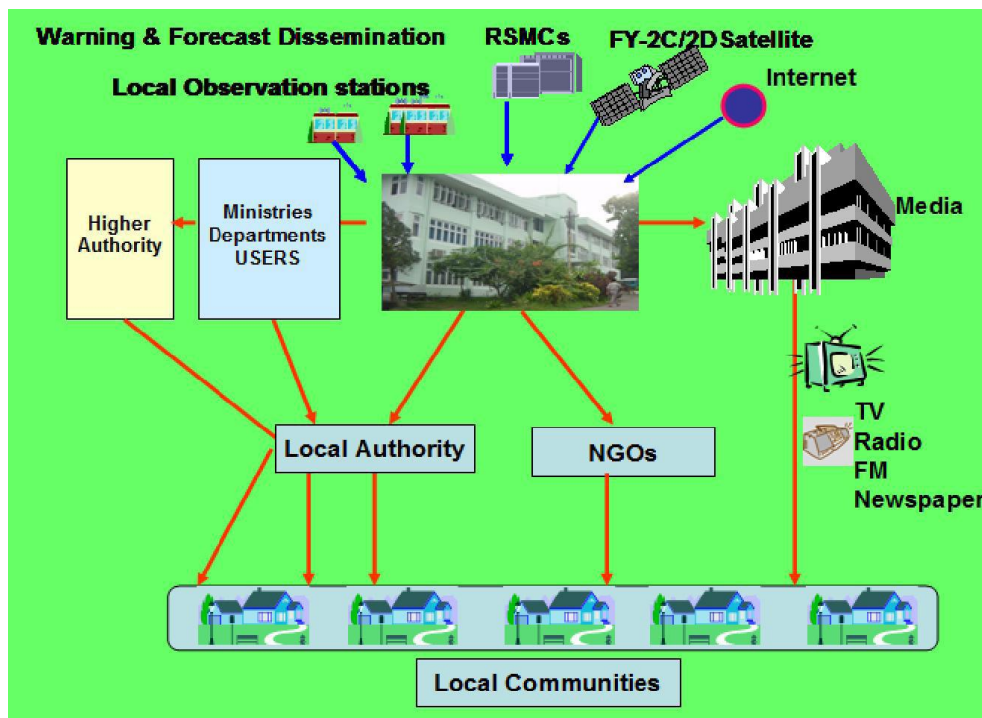 Warning & Forecast Dissemination
RSMCs
FY-2C/2D Satellite
Internet
Local Observation stations
Higher
Authority
Ministries
Departments
USERS
Media
TV
Radio
FM
Newspaper
Local Authority
NGOs
Local Communities